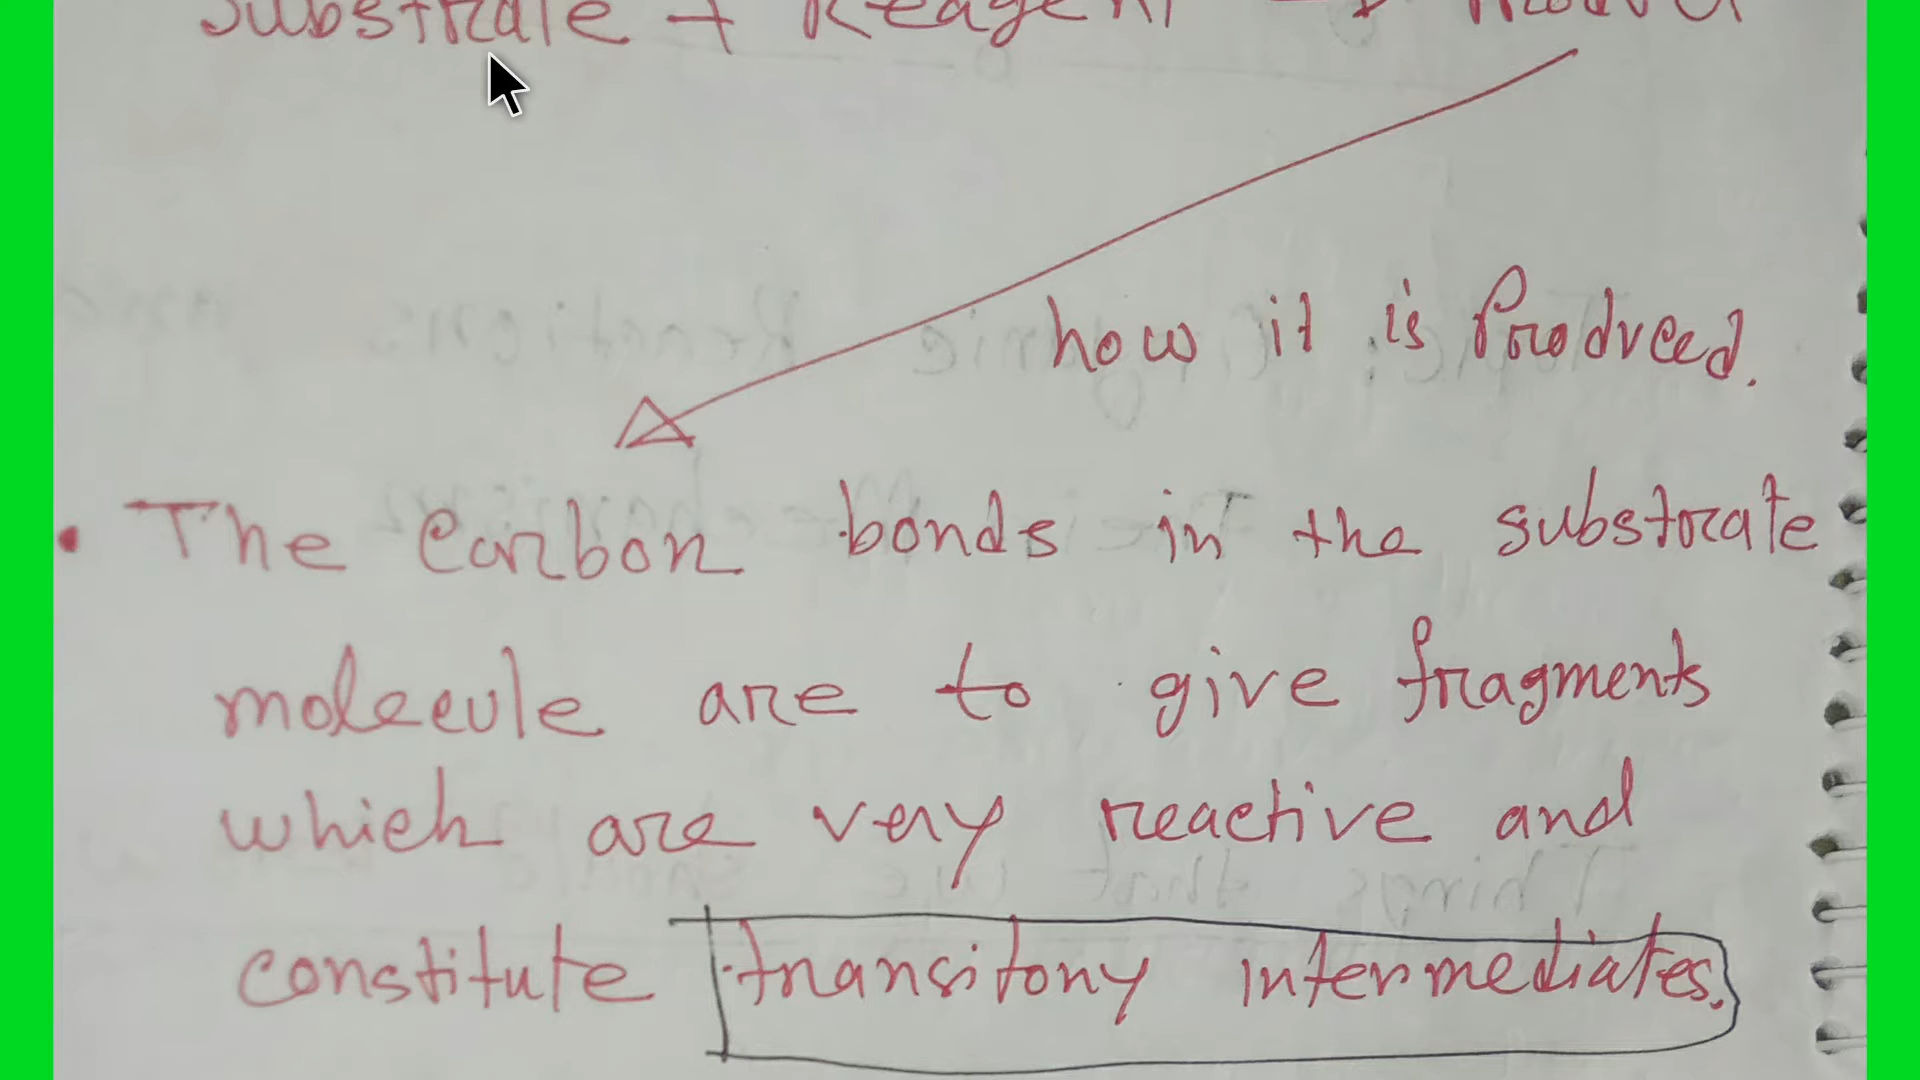 Substrate + Reagent → Product
how it is Produced.
• The Carbon bonds in the substrate
molecule are to give fragments
which are very reactive and
constitute transitory intermediates.